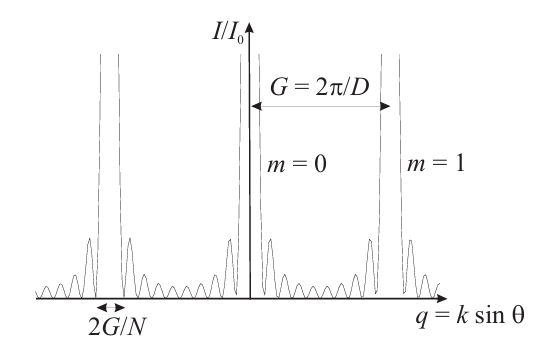 I/I₀
G = 2π/D
m = 0
m = 1
2G/N
q = k sin θ